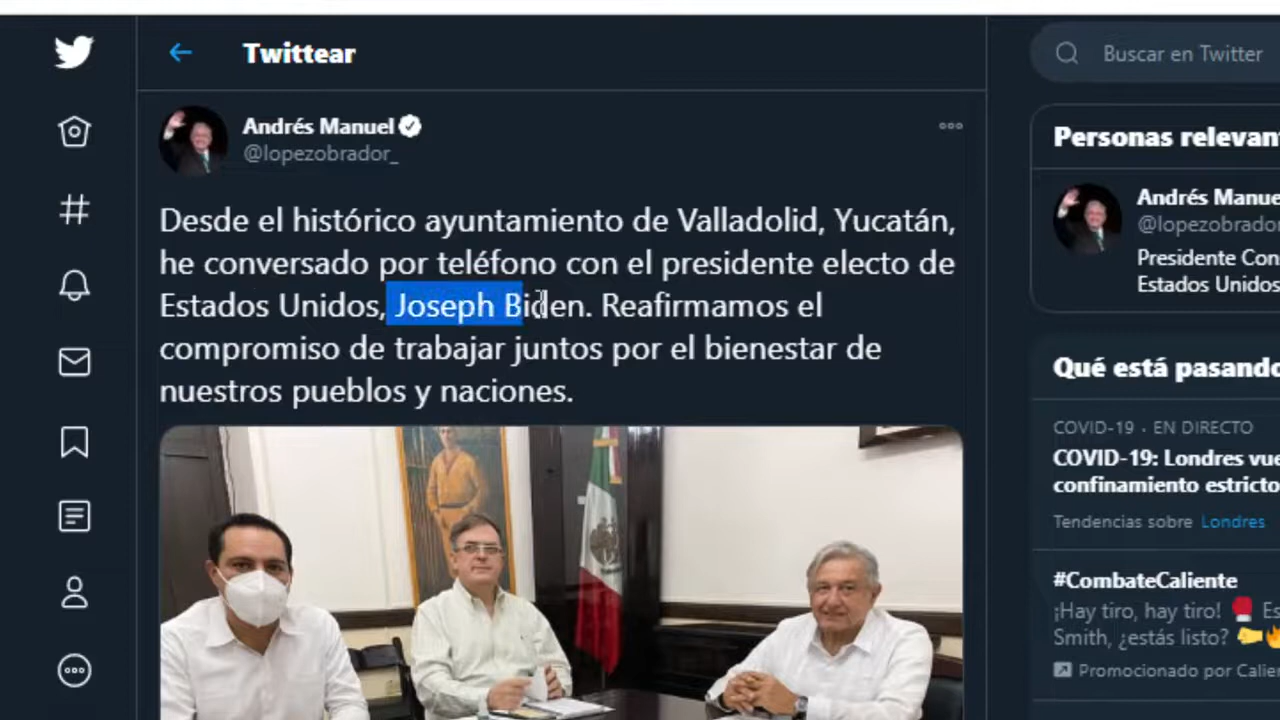 Twittear
Buscar en Twitter
Andrés Manuel
@lopezobrador_
Desde el histórico ayuntamiento de Valladolid, Yucatán,
he conversado por teléfono con el presidente electo de
Estados Unidos, Joseph Biden. Reafirmamos el
compromiso de trabajar juntos por el bienestar de
nuestros pueblos y naciones.
Personas relevan
Andrés Manue
@lopezobrador
Presidente Con
Estados Unidos
Qué está pasando
COVID-19 · EN DIRECTO
COVID-19: Londres vue
confinamiento estricto
Tendencias sobre Londres
#CombateCaliente
¡Hay tiro, hay tiro! 🥊 Es
Smith, ¿estás listo? 🤜🔥
Promocionado por Calien